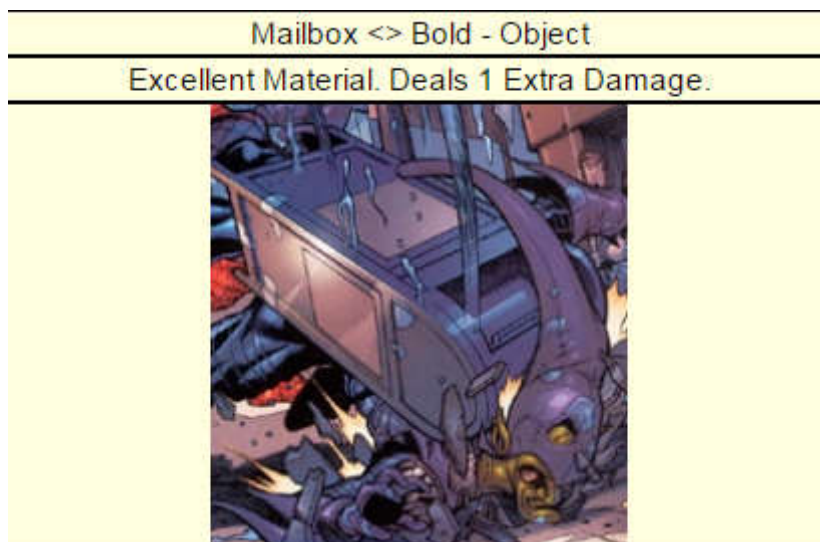 Mailbox <> Bold - Object
Excellent Material. Deals 1 Extra Damage.